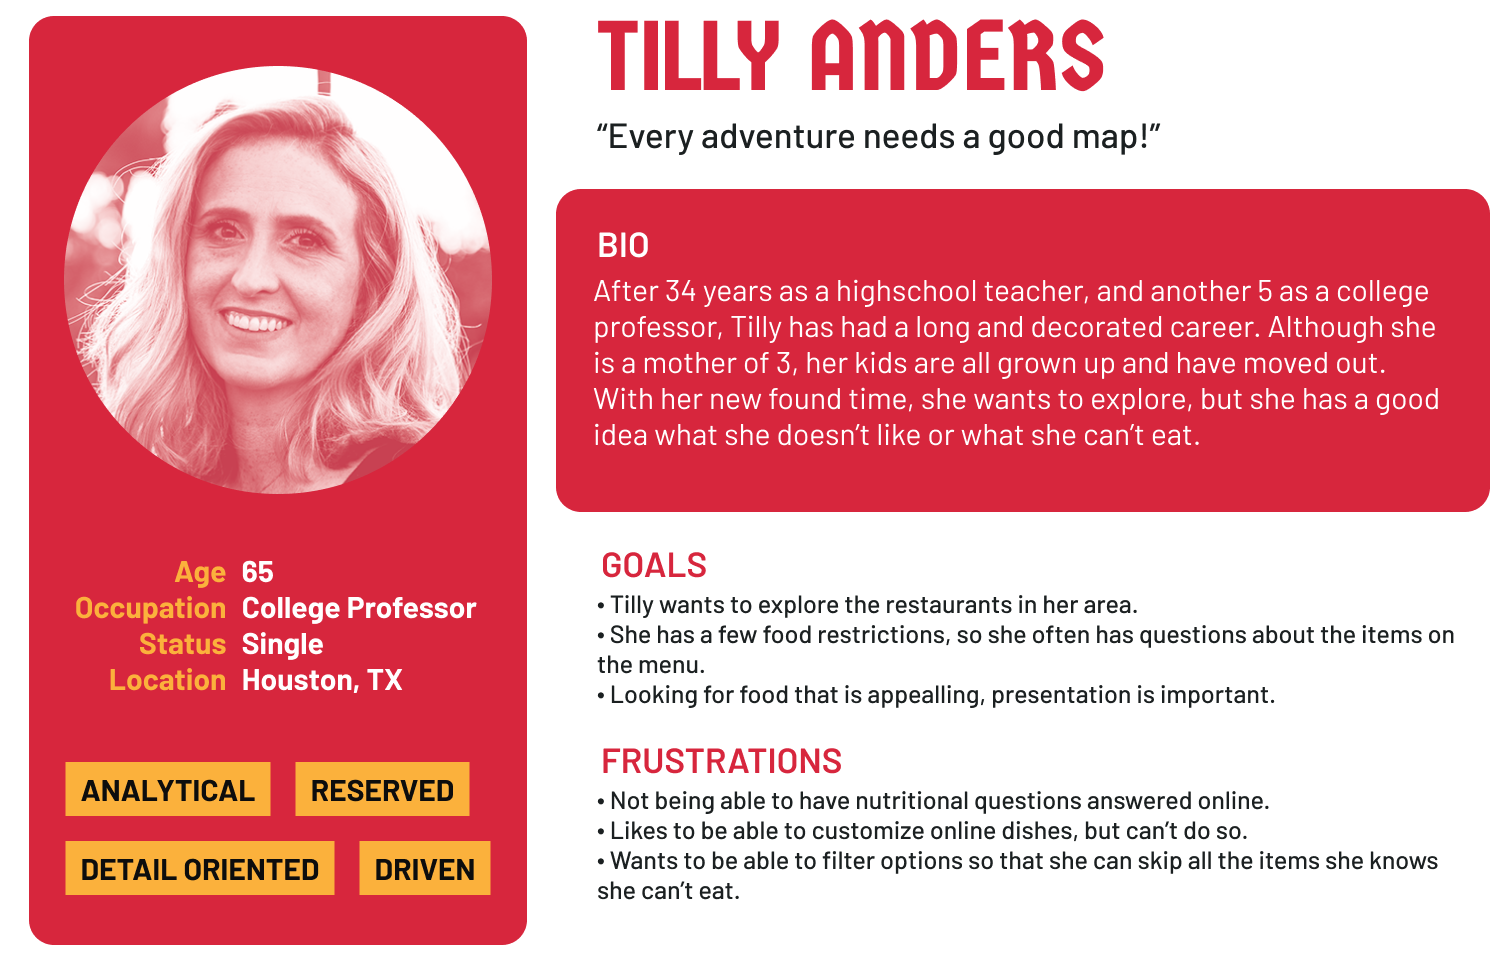 TILLY ANDERS
“Every adventure needs a good map!”
BIO
After 34 years as a highschool teacher, and another 5 as a college
professor, Tilly has had a long and decorated career. Although she
is a mother of 3, her kids are all grown up and have moved out.
With her new found time, she wants to explore, but she has a good
idea what she doesn’t like or what she can’t eat.
Age 65
Occupation College Professor
Status Single
Location Houston, TX
ANALYTICAL RESERVED
DETAIL ORIENTED DRIVEN
GOALS
• Tilly wants to explore the restaurants in her area.
• She has a few food restrictions, so she often has questions about the items on
the menu.
• Looking for food that is appealling, presentation is important.
FRUSTRATIONS
• Not being able to have nutritional questions answered online.
• Likes to be able to customize online dishes, but can’t do so.
• Wants to be able to filter options so that she can skip all the items she knows
she can’t eat.